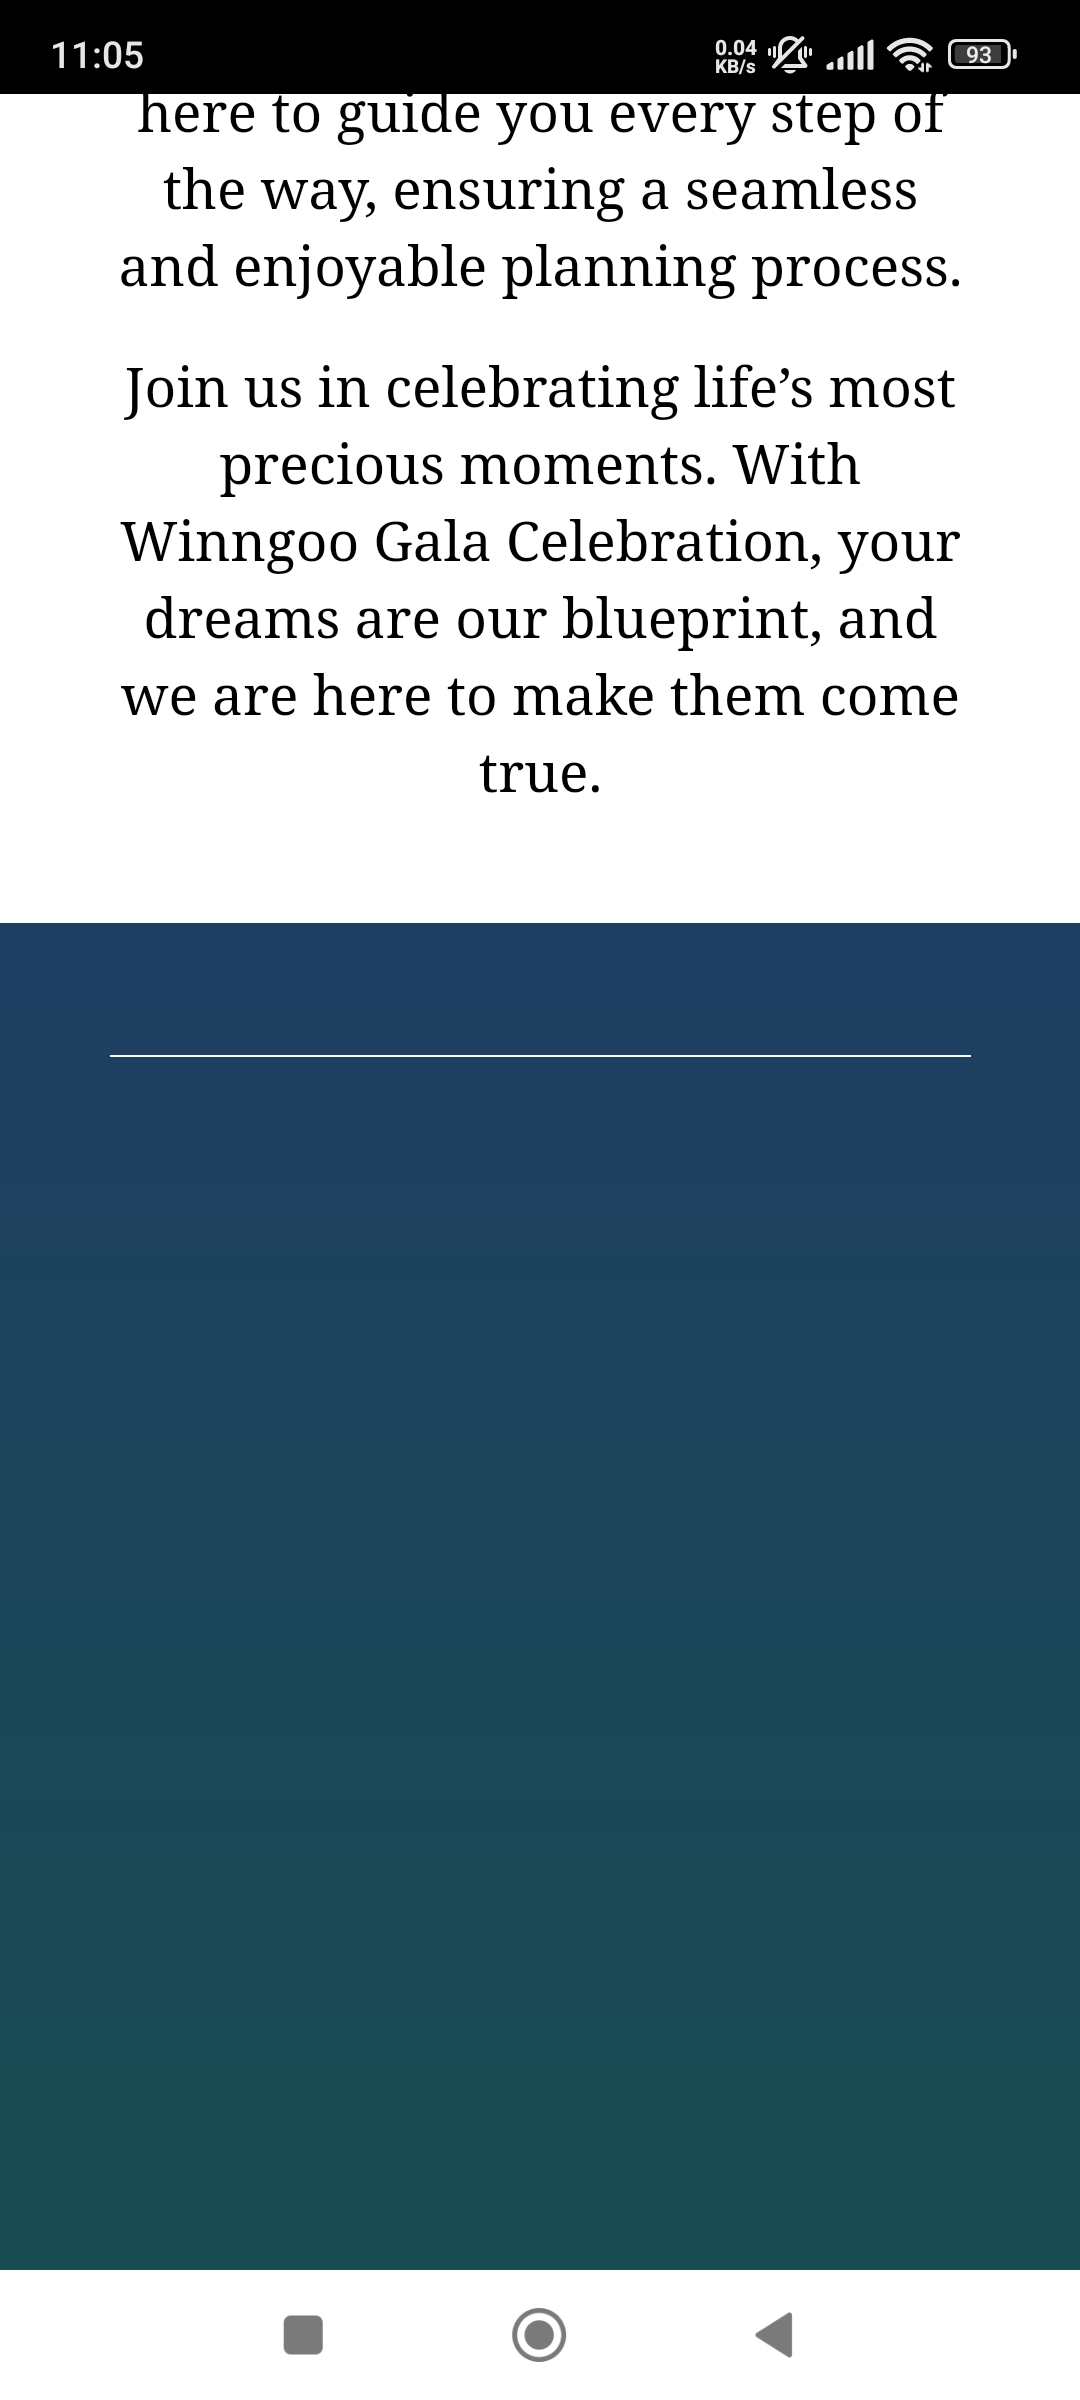 11:05
0.04
KB/s
93
here to guide you every step of
the way, ensuring a seamless
and enjoyable planning process.
Join us in celebrating life’s most
precious moments. With
Winngoo Gala Celebration, your
dreams are our blueprint, and
we are here to make them come
true.